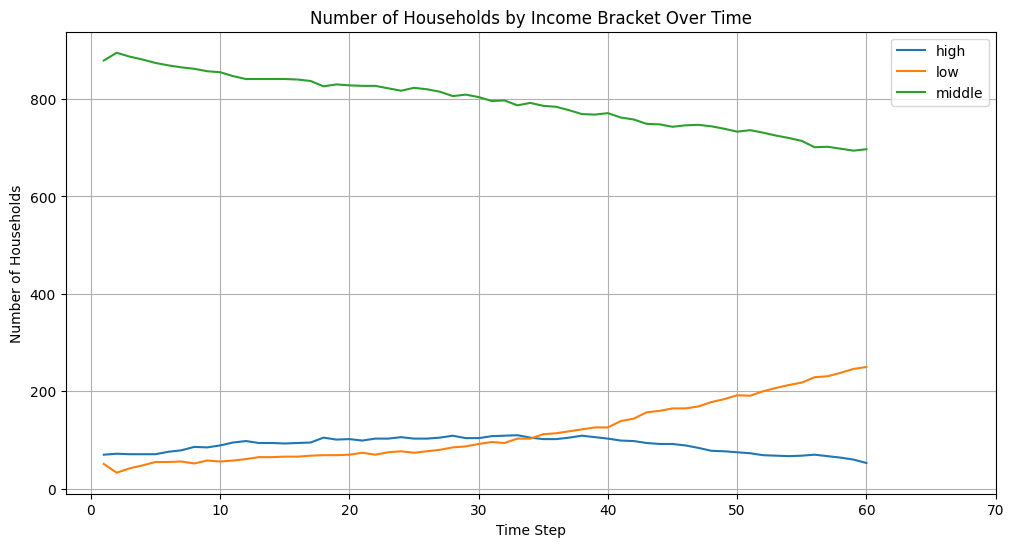 Number of Households by Income Bracket Over Time
high
low
middle
Number of Households
800
600
400
200
0
0 10 20 30 40 50 60 70
Time Step